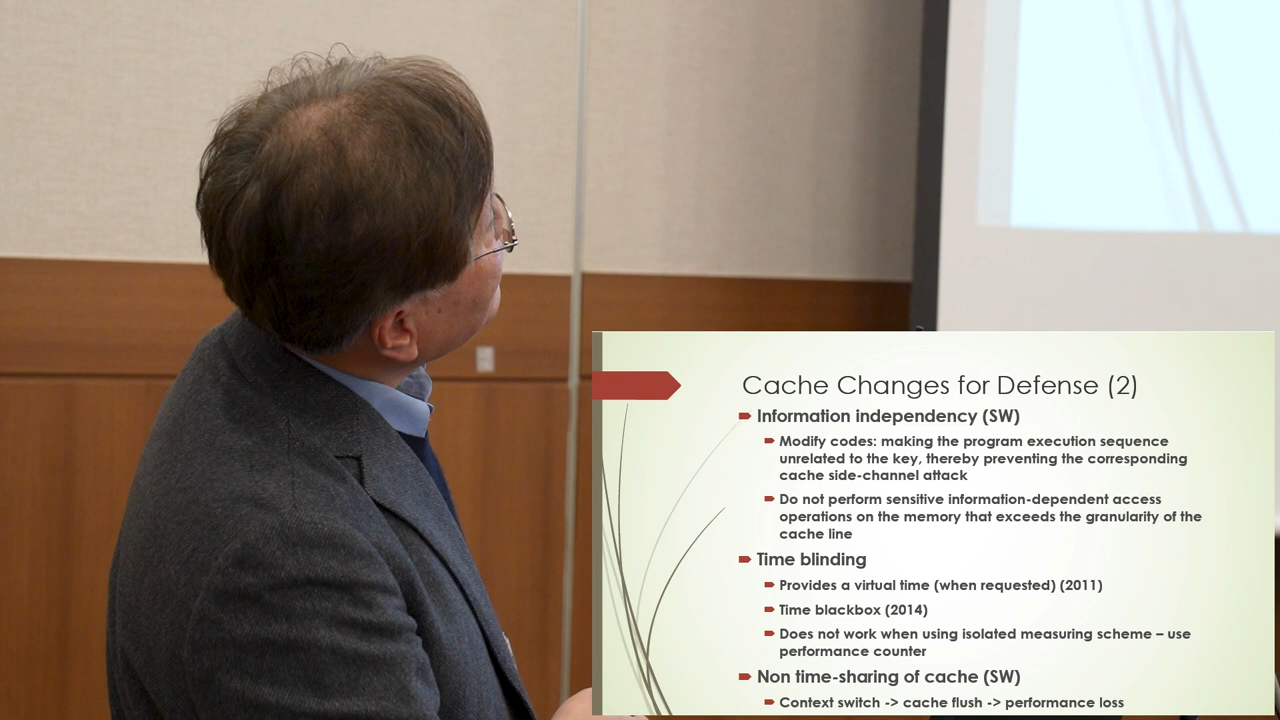 Cache Changes for Defense (2)
Information independency (SW)
Modify codes: making the program execution sequence
unrelated to the key, thereby preventing the corresponding
cache side-channel attack
Do not perform sensitive information-dependent access
operations on the memory that exceeds the granularity of the
cache line
Time blinding
Provides a virtual time (when requested) (2011)
Time blackbox (2014)
Does not work when using isolated measuring scheme – use
performance counter
Non time-sharing of cache (SW)
Context switch -> cache flush -> performance loss